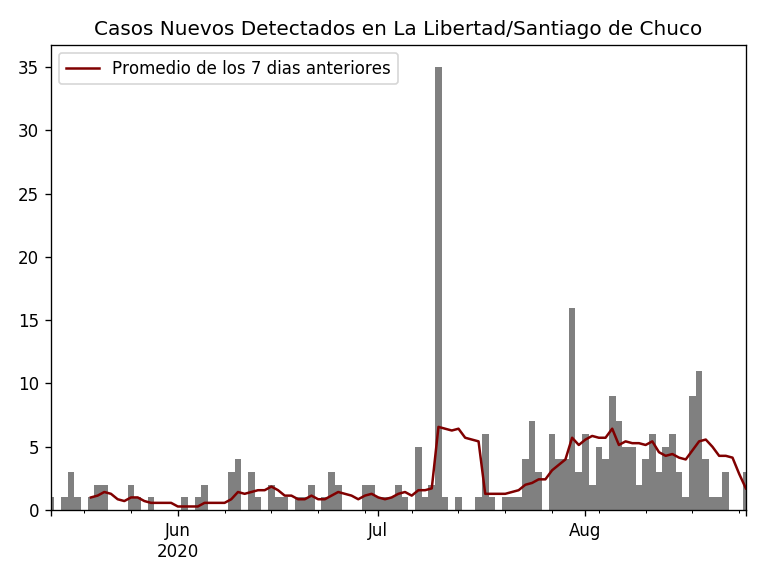 Casos Nuevos Detectados en La Libertad/Santiago de Chuco
Promedio de los 7 dias anteriores
35
30
25
20
15
10
5
0
Jun
2020
Jul
Aug